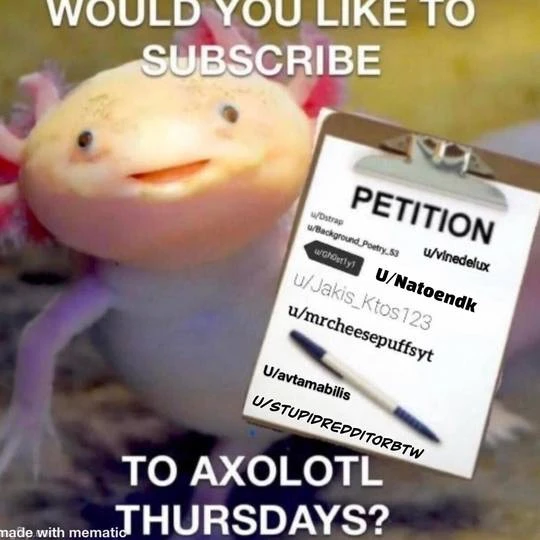 WOULD YOU LIKE TO
SUBSCRIBE
PETITION
u/Dstrap
u/Background_Poetry_53
u/vinedelux
u/Gh0st1y1
U/Natoendk
u/Jakis_Ktos123
u/mrcheesepuffsyt
U/avtamabilis
U/STUPIDREDDITORBTW
TO AXOLOTL
THURSDAYS?
made with mematic